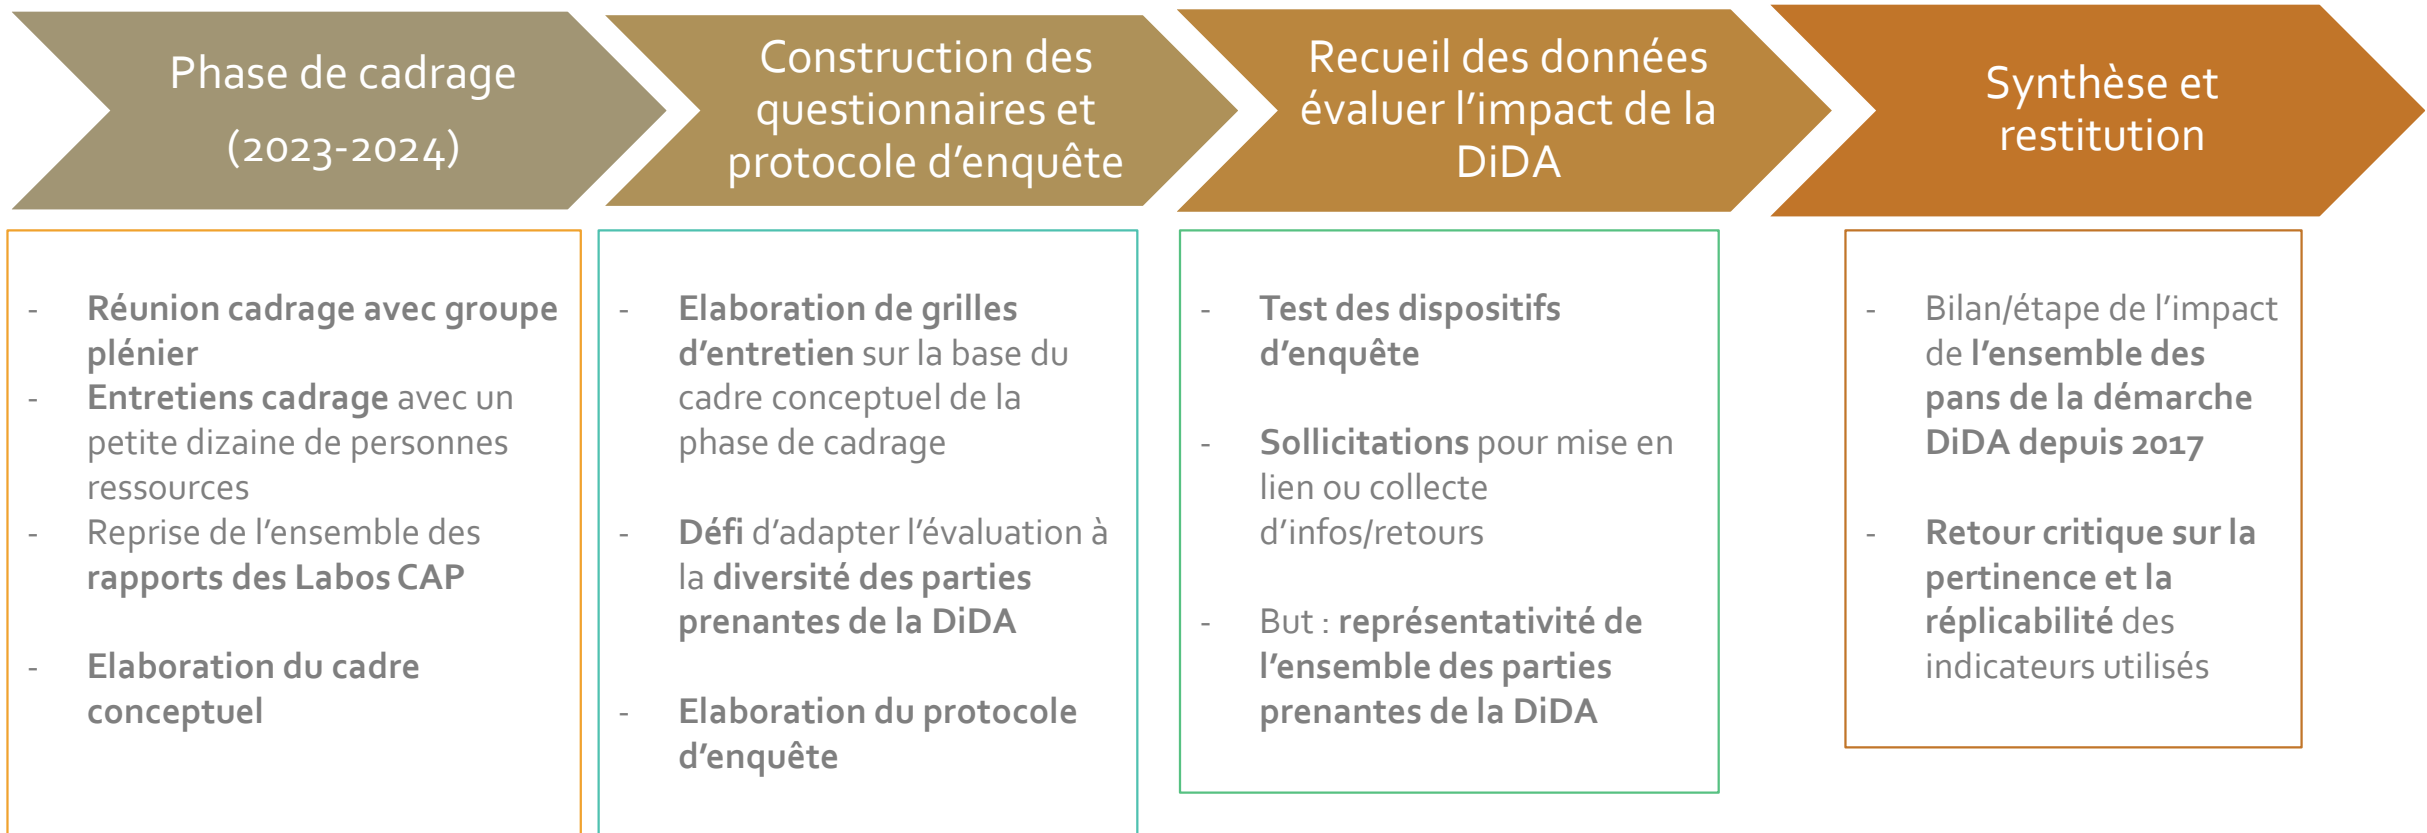 Phase de cadrage
(2023-2024)
Construction des
questionnaires et
protocole d’enquête
Recueil des données
évaluer l’impact de la
DiDA
Synthèse et
restitution
- Réunion cadrage avec groupe
plénier
- Entretiens cadrage avec un
petite dizaine de personnes
ressources
- Reprise de l’ensemble des
rapports des Labos CAP
- Elaboration du cadre
conceptuel
- Elaboration de grilles
d’entretien sur la base du
cadre conceptuel de la
phase de cadrage
- Défi d’adapter l’évaluation à
la diversité des parties
prenantes de la DiDA
- Elaboration du protocole
d’enquête
- Test des dispositifs
d’enquête
- Sollicitations pour mise en
lien ou collecte
d’infos/retours
- But : représentativité de
l’ensemble des parties
prenantes de la DiDA
- Bilan/étape de l’impact
de l’ensemble des
pans de la démarche
DiDA depuis 2017
- Retour critique sur la
pertinence et la
réplicabilité des
indicateurs utilisés